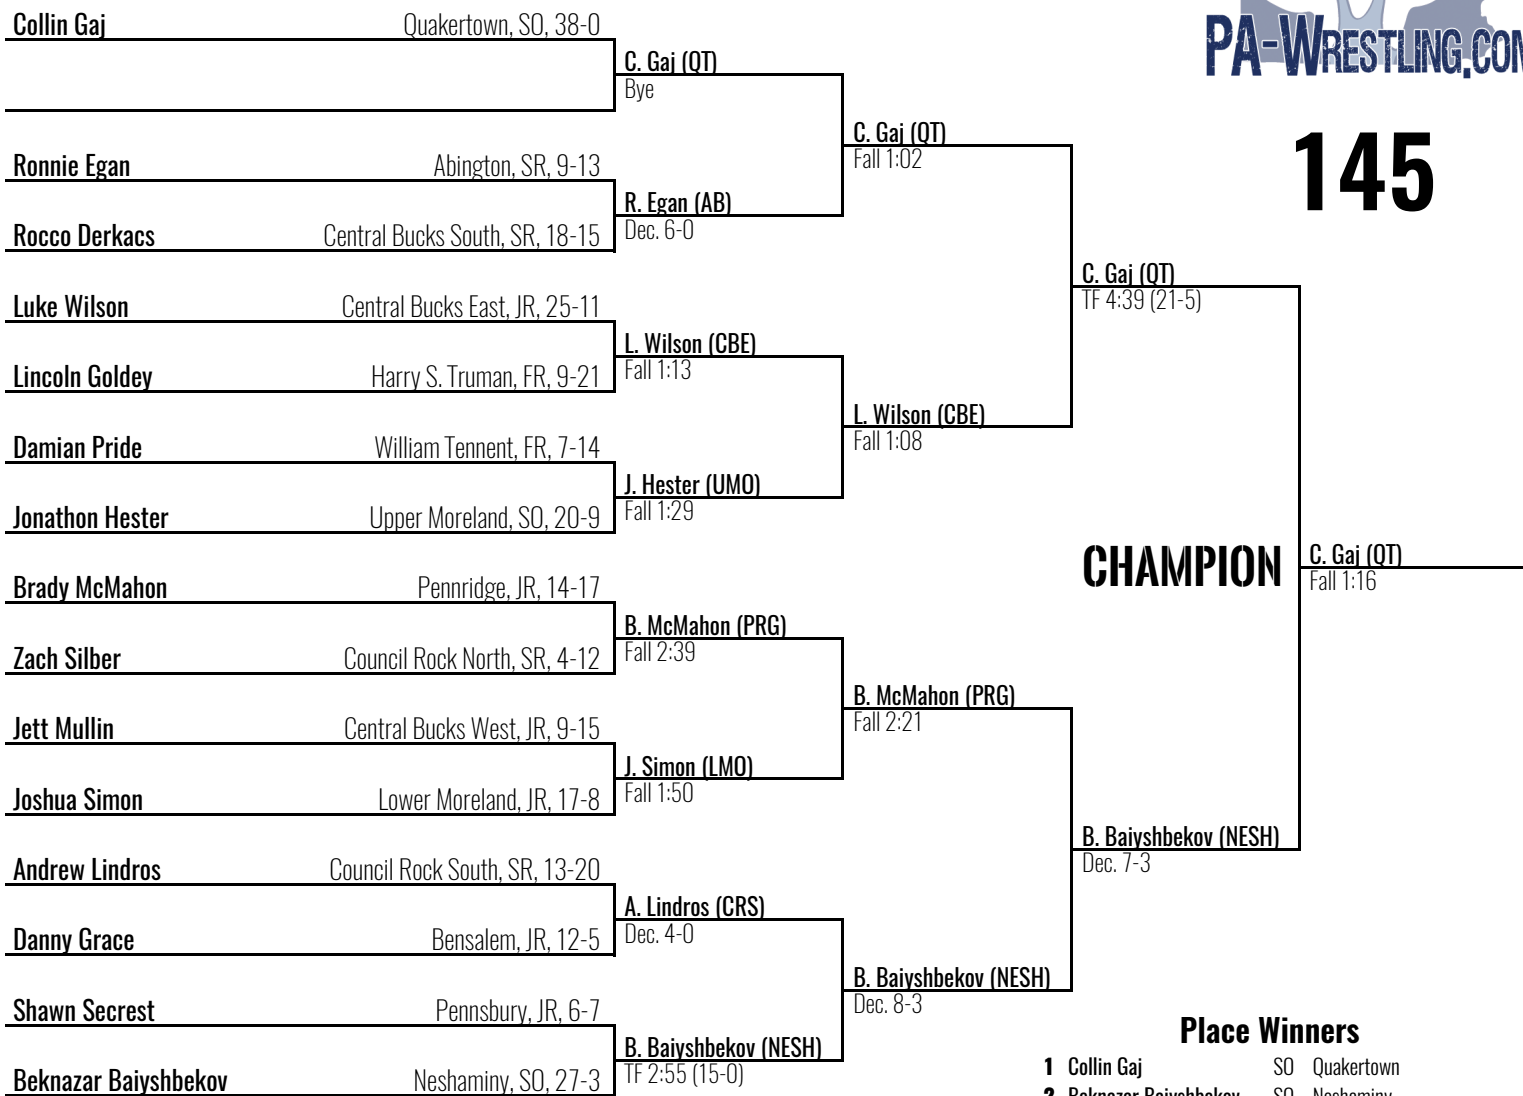 PA-WRESTLING.COM
145
Collin Gaj Quakertown, SO, 38-0
C. Gaj (QT)
Bye
C. Gaj (QT)
Fall 1:02
Ronnie Egan Abington, SR, 9-13
R. Egan (AB)
Dec. 6-0
Rocco Derkacs Central Bucks South, SR, 18-15
C. Gaj (QT)
TF 4:39 (21-5)
Luke Wilson Central Bucks East, JR, 25-11
L. Wilson (CBE)
Fall 1:13
Lincoln Goldey Harry S. Truman, FR, 9-21
L. Wilson (CBE)
Fall 1:08
Damian Pride William Tennent, FR, 7-14
J. Hester (UMO)
Fall 1:29
Jonathon Hester Upper Moreland, SO, 20-9
CHAMPION
C. Gaj (QT)
Fall 1:16
Brady McMahon Pennridge, JR, 14-17
B. McMahon (PRG)
Fall 2:39
Zach Silber Council Rock North, SR, 4-12
B. McMahon (PRG)
Fall 2:21
Jett Mullin Central Bucks West, JR, 9-15
J. Simon (LMO)
Fall 1:50
Joshua Simon Lower Moreland, JR, 17-8
B. Baiyshbekov (NESH)
Dec. 7-3
Andrew Lindros Council Rock South, SR, 13-20
A. Lindros (CRS)
Dec. 4-0
Danny Grace Bensalem, JR, 12-5
B. Baiyshbekov (NESH)
Dec. 8-3
Shawn Secrest Pennsbury, JR, 6-7
B. Baiyshbekov (NESH)
TF 2:55 (15-0)
Beknazar Baiyshbekov Neshaminy, SO, 27-3
Place Winners
1 Collin Gaj SO Quakertown
2 Beknazar Baiyshbekov SO Neshaminy